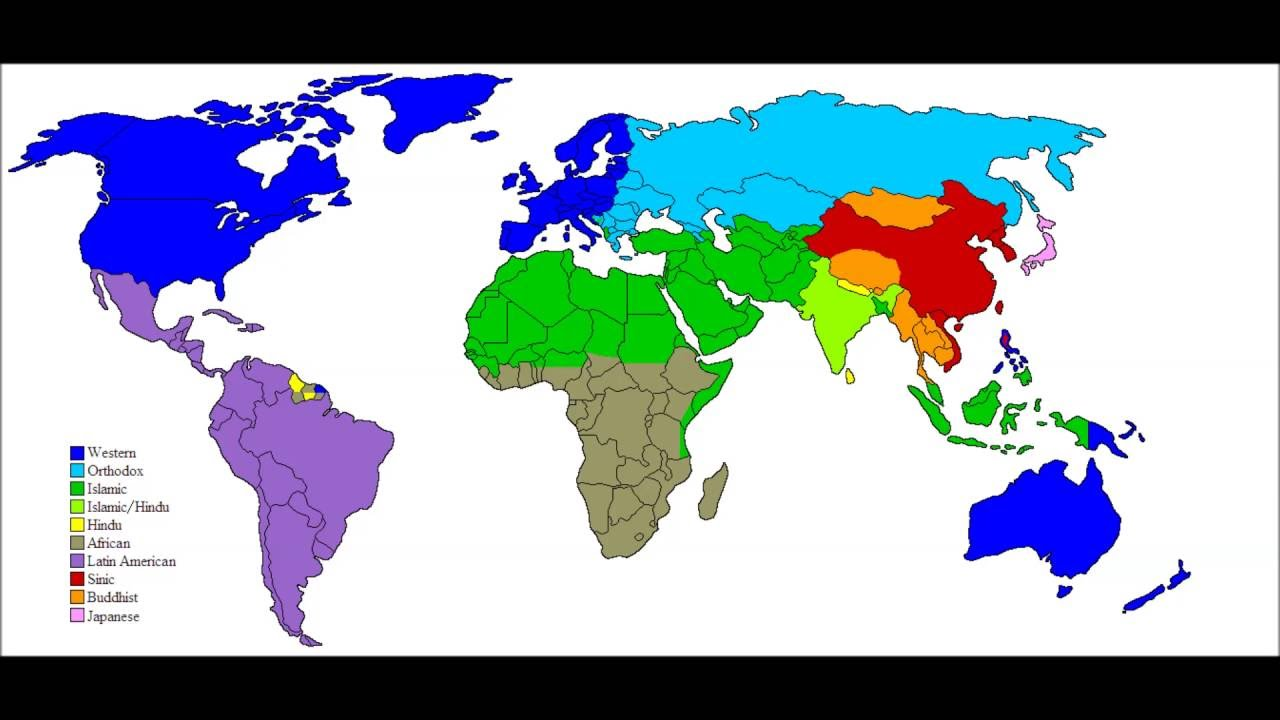 Western
Orthodox
Islamic
Islamic/Hindu
Hindu
African
Latin American
Sinic
Buddhist
Japanese